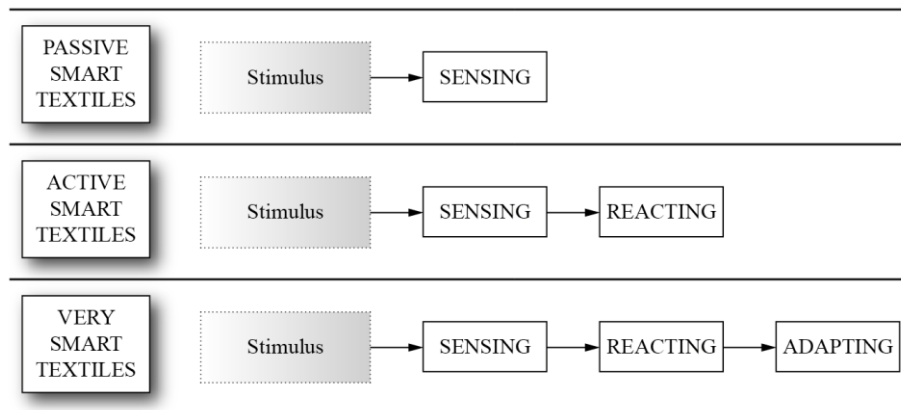 PASSIVE
SMART
TEXTILES
Stimulus
SENSING
ACTIVE
SMART
TEXTILES
Stimulus
SENSING
REACTING
VERY
SMART
TEXTILES
Stimulus
SENSING
REACTING
ADAPTING